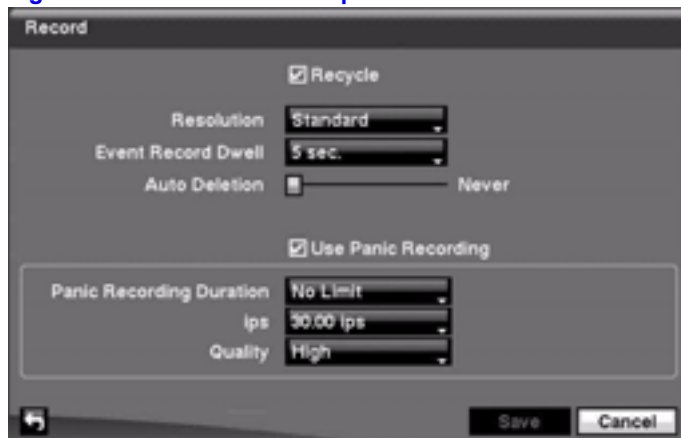 Record
Recycle
Resolution Standard
Event Record Dwell 5 sec.
Auto Deletion Never
Use Panic Recording
Panic Recording Duration No Limit
ips 30.00 ips
Quality High
Save Cancel